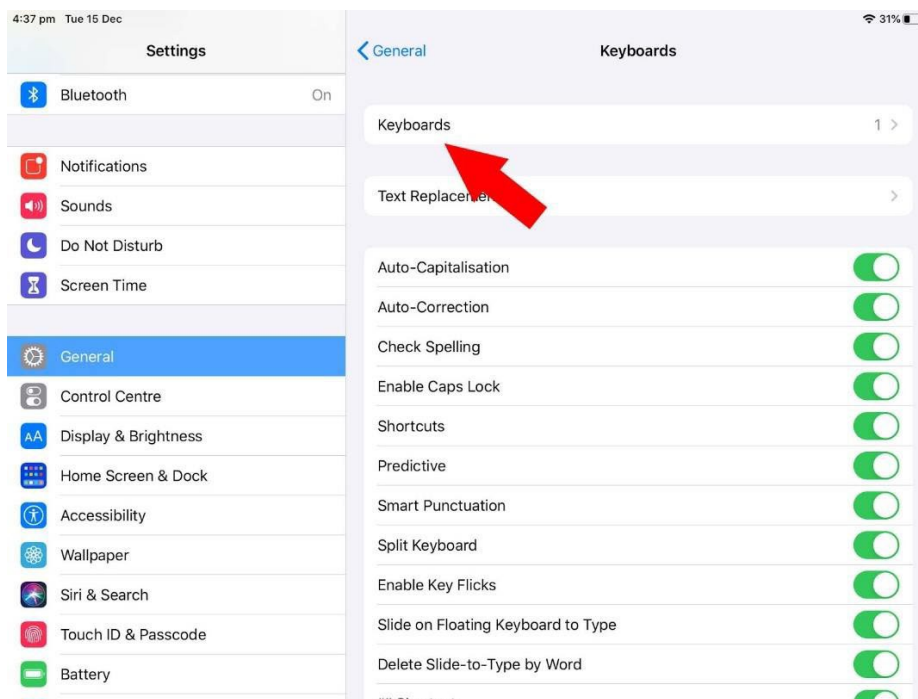 4:37 pm Tue 15 Dec
31%
Settings
Bluetooth On
Notifications
Sounds
Do Not Disturb
Screen Time
General
Control Centre
AA Display & Brightness
Home Screen & Dock
Accessibility
Wallpaper
Siri & Search
Touch ID & Passcode
Battery
General
Keyboards
Keyboards 1
Text Replacemen
Auto-Capitalisation
Auto-Correction
Check Spelling
Enable Caps Lock
Shortcuts
Predictive
Smart Punctuation
Split Keyboard
Enable Key Flicks
Slide on Floating Keyboard to Type
Delete Slide-to-Type by Word